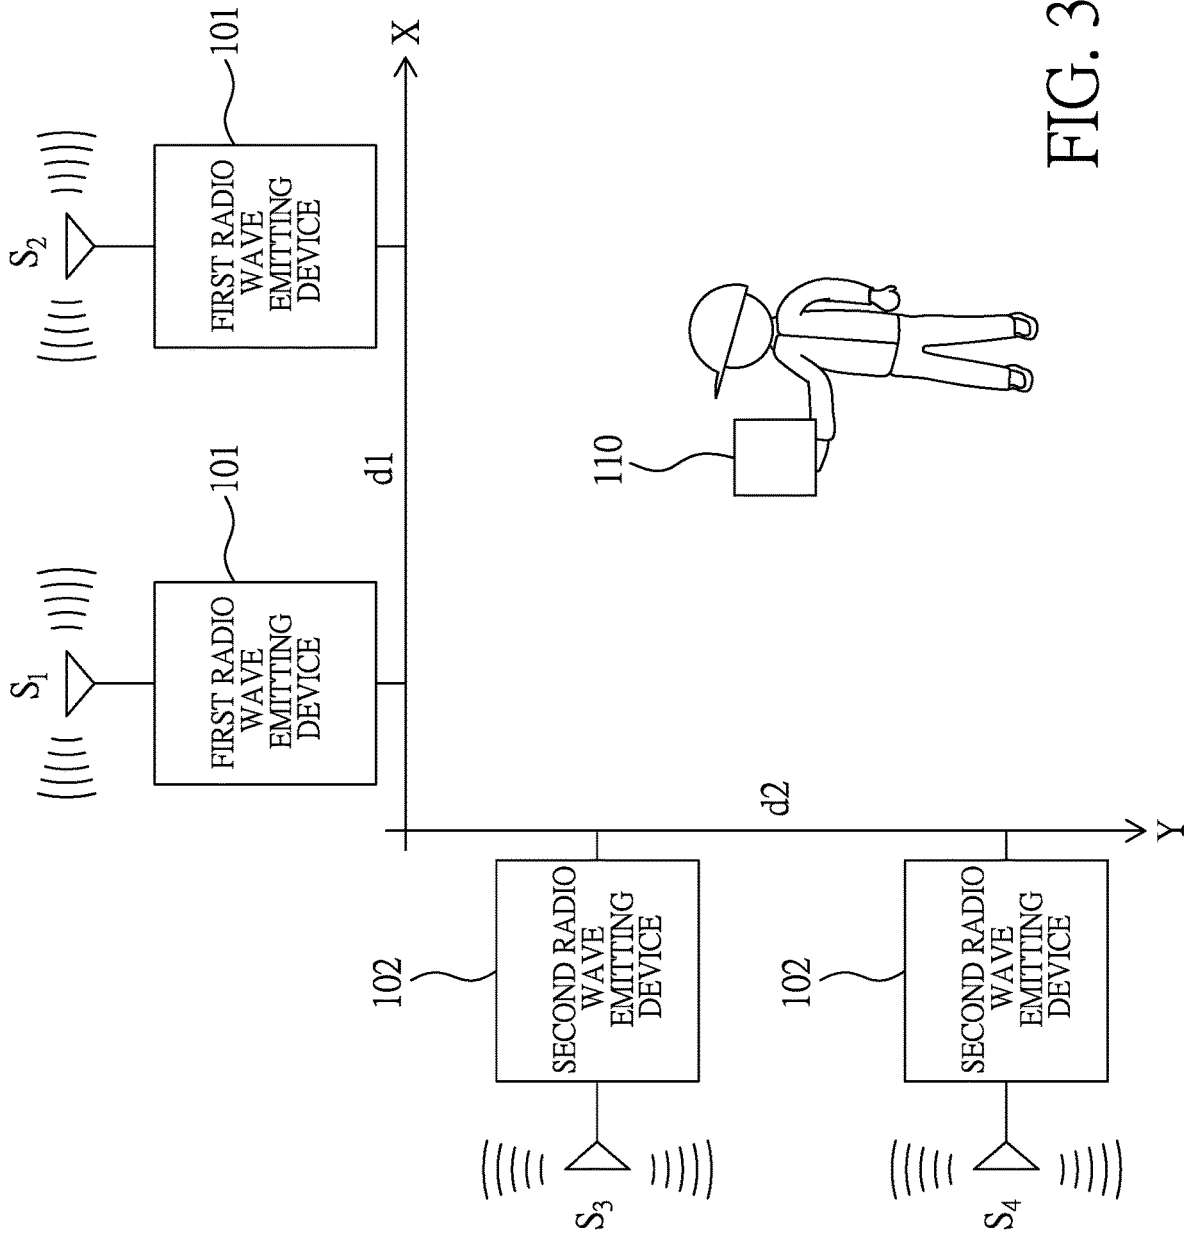 S1
S2
101
101
FIRST RADIO
WAVE
EMITTING
DEVICE
FIRST RADIO
WAVE
EMITTING
DEVICE
d1
X
102
S3
SECOND RADIO
WAVE
EMITTING
DEVICE
110
d2
102
S4
SECOND RADIO
WAVE
EMITTING
DEVICE
Y
FIG. 3